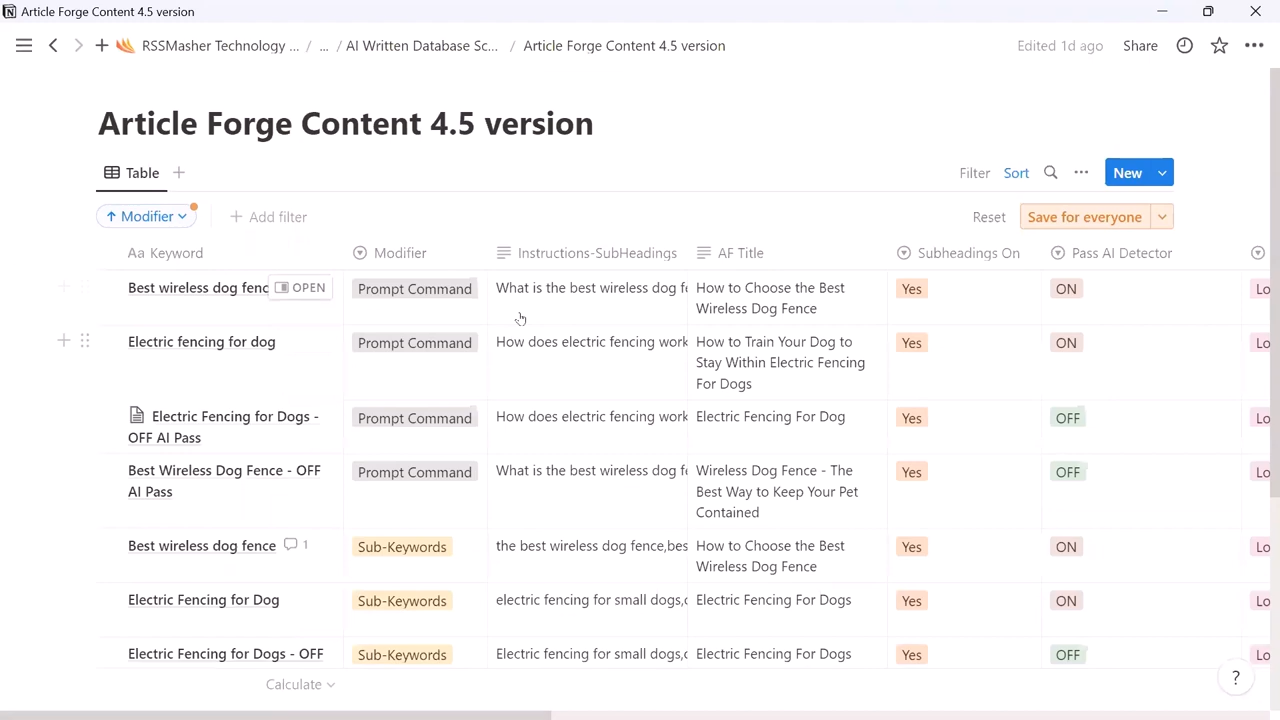 Article Forge Content 4.5 version
RSSMasher Technology ... / ... / AI Written Database Sc... / Article Forge Content 4.5 version
Edited 1d ago Share
Article Forge Content 4.5 version
Table
Filter Sort New
Modifier Add filter
Reset Save for everyone
Aa Keyword Modifier Instructions-SubHeadings AF Title Subheadings On Pass AI Detector
Best wireless dog fenc OPEN Prompt Command What is the best wireless dog fe How to Choose the Best Yes ON Lo
Wireless Dog Fence
Electric fencing for dog Prompt Command How does electric fencing work How to Train Your Dog to Yes ON Lo
Stay Within Electric Fencing
For Dogs
Electric Fencing for Dogs - Prompt Command How does electric fencing work Electric Fencing For Dog Yes OFF Lo
OFF AI Pass
Best Wireless Dog Fence - OFF Prompt Command What is the best wireless dog fe Wireless Dog Fence - The Yes OFF Lo
AI Pass Best Way to Keep Your Pet
Contained
Best wireless dog fence 1 Sub-Keywords the best wireless dog fence,bes How to Choose the Best Yes ON Lo
Wireless Dog Fence
Electric Fencing for Dog Sub-Keywords electric fencing for small dogs,c Electric Fencing For Dogs Yes ON Lo
Electric Fencing for Dogs - OFF Sub-Keywords Electric fencing for small dogs,c Electric Fencing For Dogs Yes OFF Lo
Calculate
?